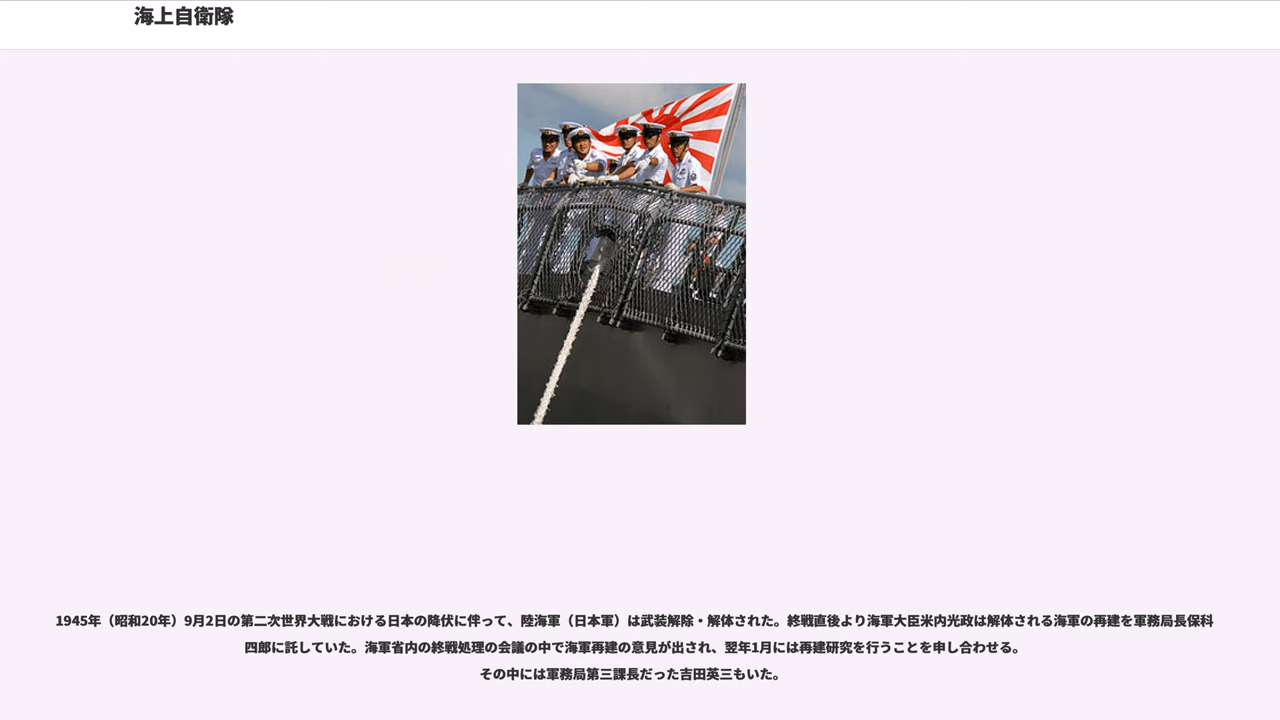 海上自衛隊
1945年（昭和20年）9月2日の第二次世界大戦における日本の降伏に伴って、陸海軍（日本軍）は武装解除・解体された。終戦直後より海軍大臣米内光政は解体される海軍の再建を軍務局長保科
四郎に託していた。海軍省内の終戦処理の会議の中で海軍再建の意見が出され、翌年1月には再建研究を行うことを申し合わせる。
その中には軍務局第三課長だった吉田英三もいた。